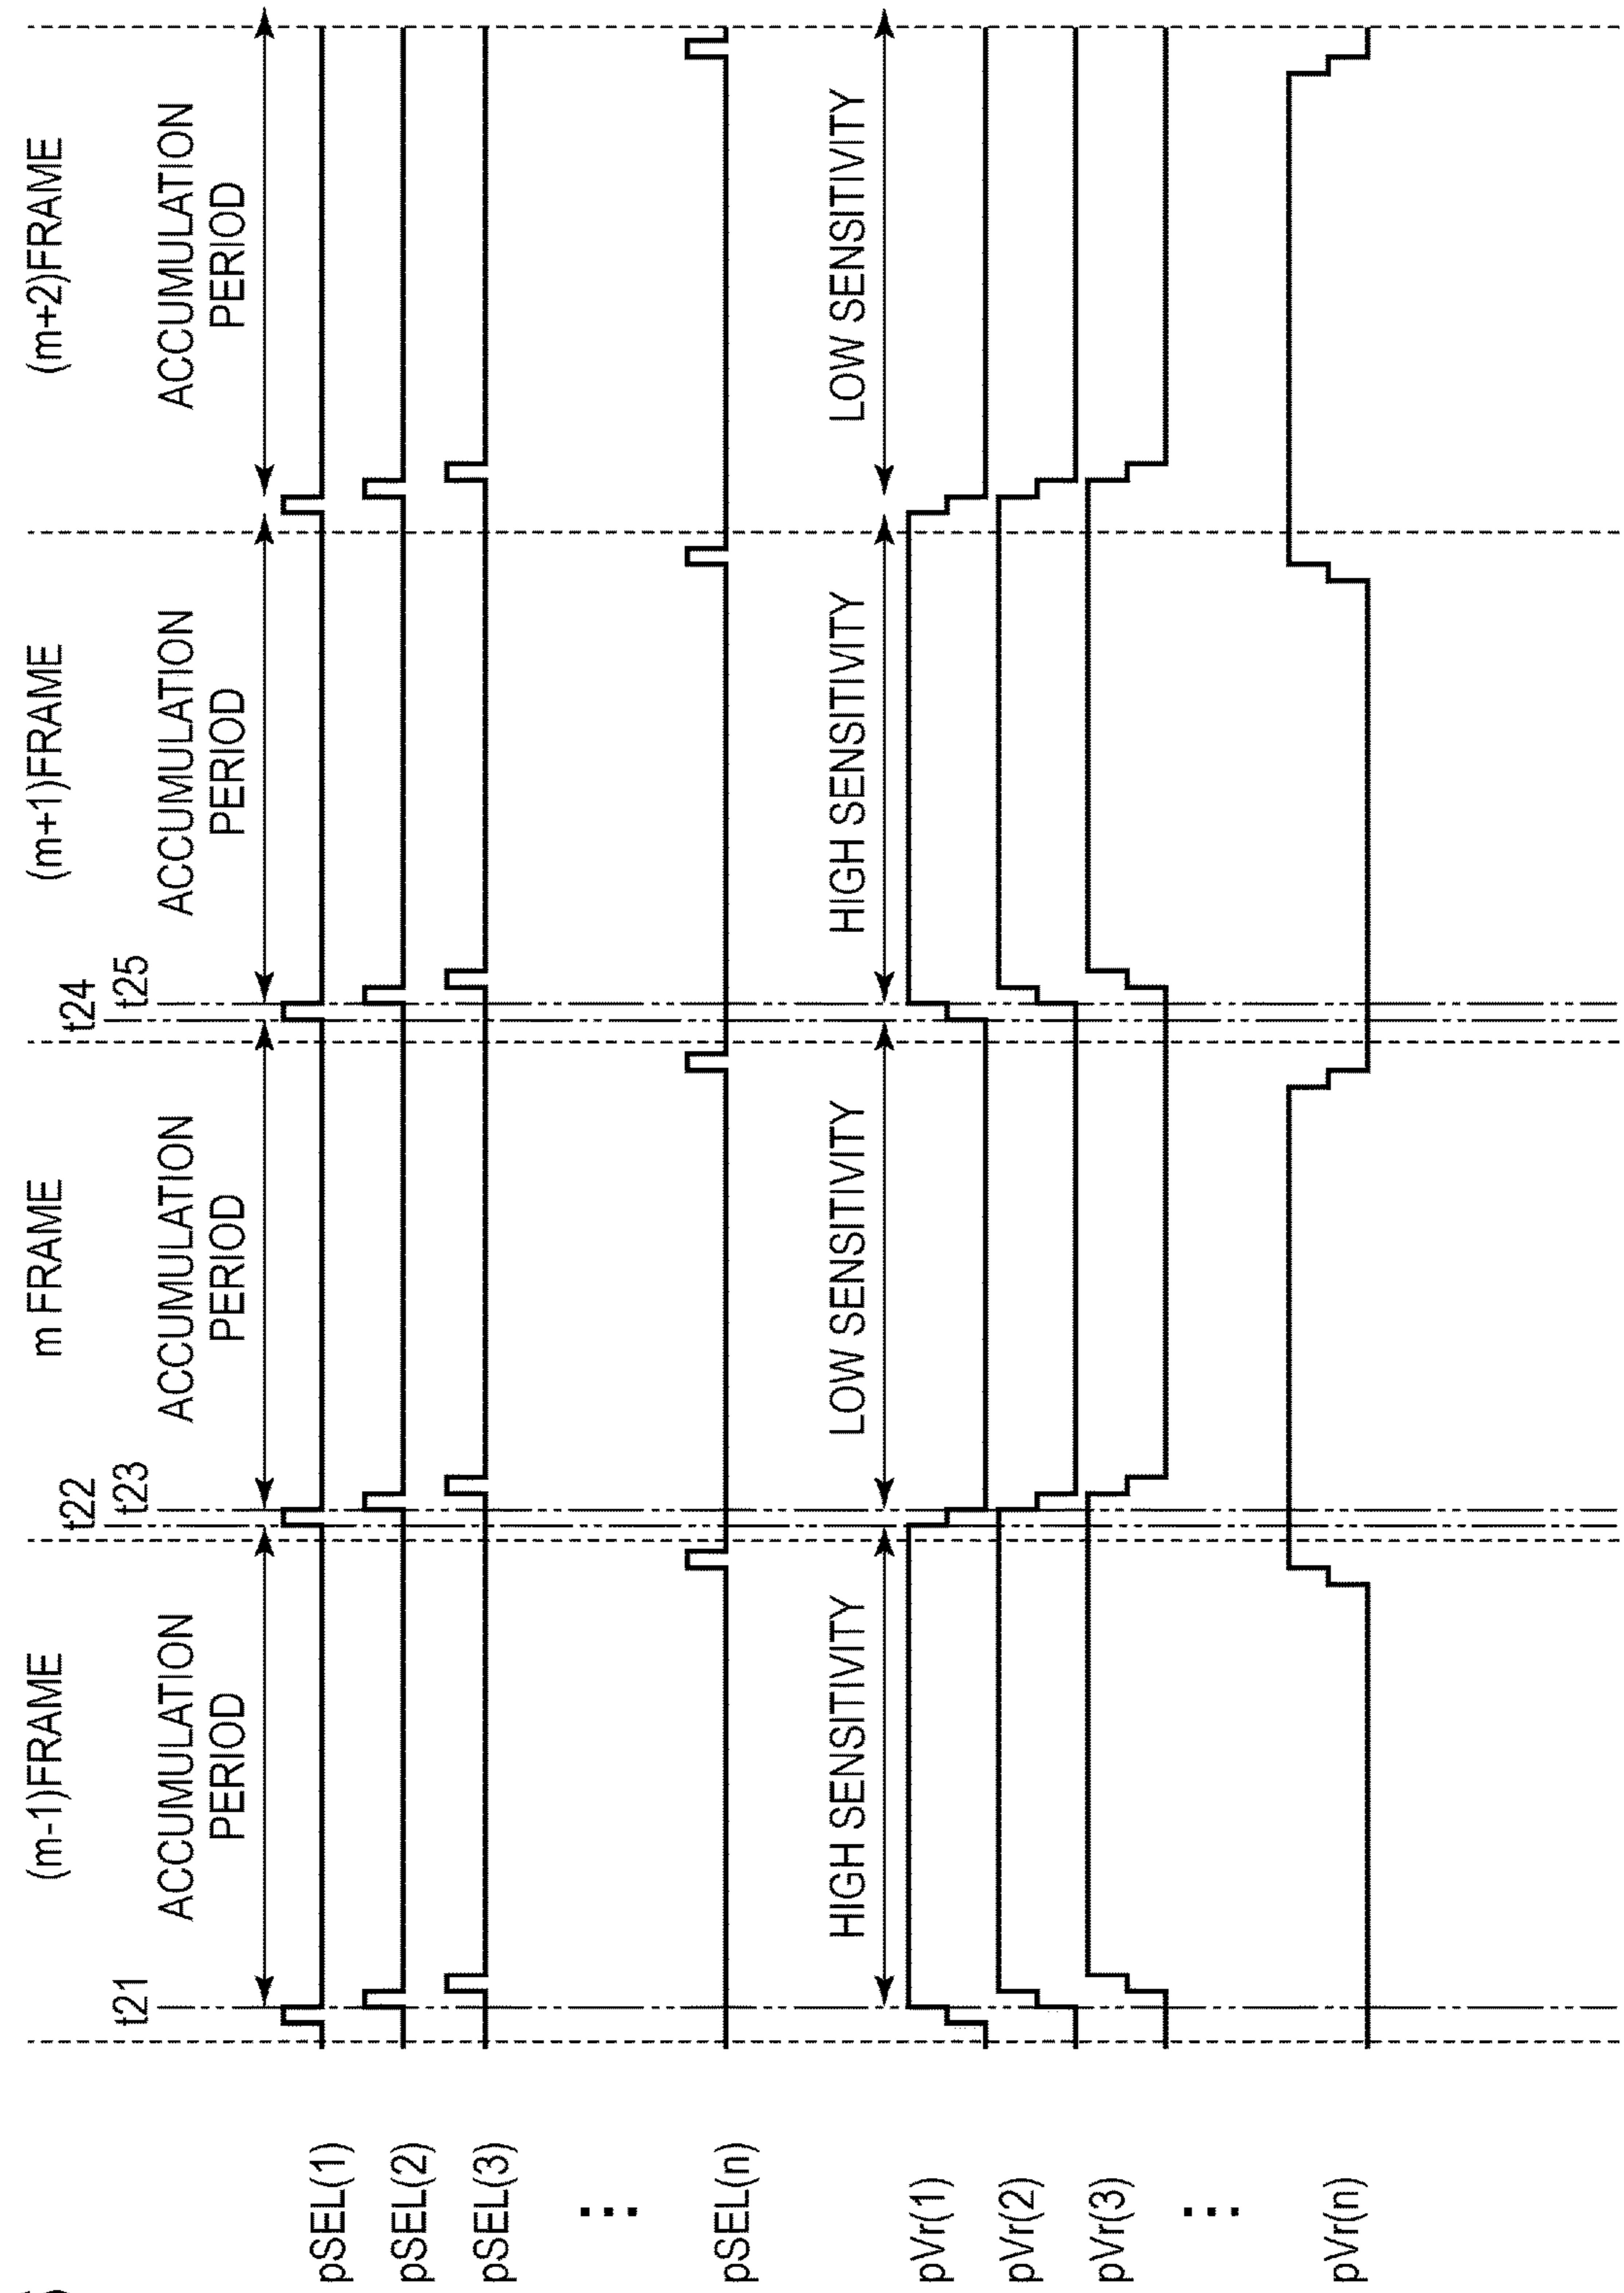 (m-1)FRAME
m FRAME
(m+1)FRAME
(m+2)FRAME
t22
t24
t21
t23
t25
ACCUMULATION PERIOD
ACCUMULATION PERIOD
ACCUMULATION PERIOD
ACCUMULATION PERIOD
pSEL(1)
pSEL(2)
pSEL(3)
⋮
pSEL(n)
HIGH SENSITIVITY
LOW SENSITIVITY
HIGH SENSITIVITY
LOW SENSITIVITY
pVr(1)
pVr(2)
pVr(3)
⋮
pVr(n)